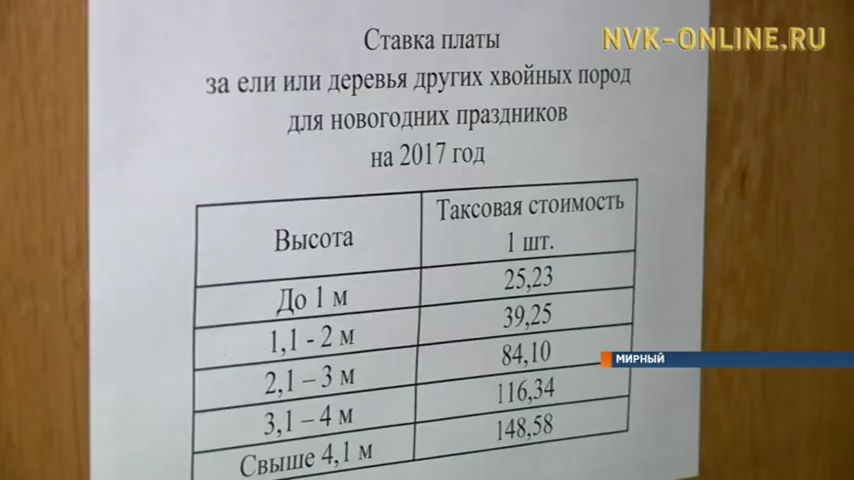 NVK-ONLINE.RU
Ставка платы
за ели или деревья других хвойных пород
для новогодних праздников
на 2017 год
Высота
Таксовая стоимость
1 шт.
До 1 м
25,23
1,1 - 2 м
39,25
2,1 – 3 м
84,10
3,1 – 4 м
116,34
Свыше 4,1 м
148,58
МИРНЫЙ